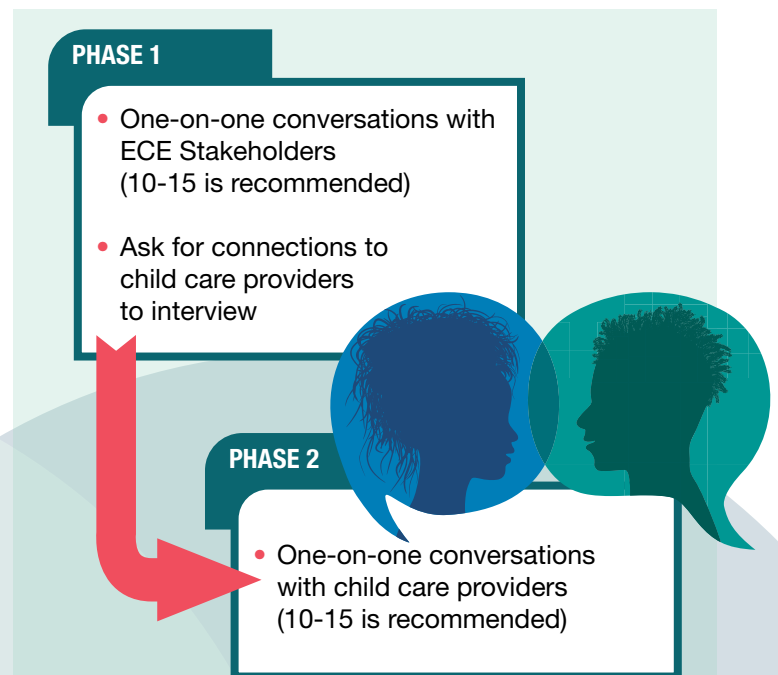 PHASE 1
• One-on-one conversations with
ECE Stakeholders
(10-15 is recommended)
• Ask for connections to
child care providers
to interview
PHASE 2
• One-on-one conversations
with child care providers
(10-15 is recommended)